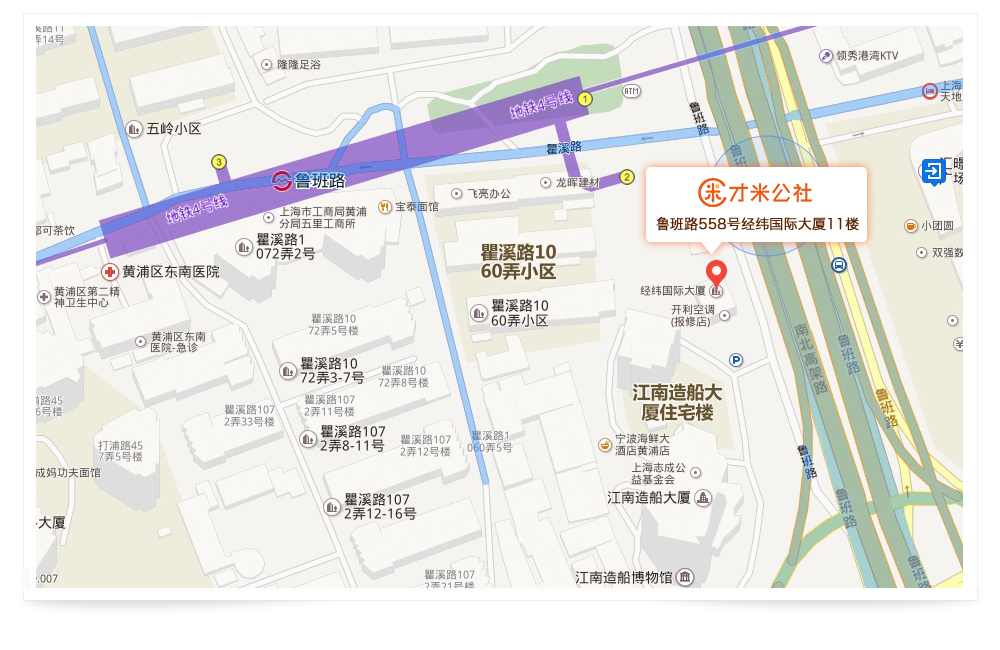 弄14号
隆隆足浴
领秀港湾KTV
ATM
地铁4号线
1
鲁班路
上海
天地
五岭小区
瞿溪路
鲁班路
3
鲁班路
龙晖建材
2
飞亮办公
才米公社
鲁班路558号经纬国际大厦11楼
地铁4号线
上海市工商局黄浦
分局五里工商所
宝泰面馆
小团圆
都可茶饮
瞿溪路1
072弄2号
瞿溪路10
60弄小区
双强数
黄浦区东南医院
黄浦区第二精
神卫生中心
瞿溪路10
60弄小区
经纬国际大厦
开利空调
(报修店)
瞿溪路10
72弄5号楼
黄浦区东南
医院-急诊
南北高架路
鲁班路
P
瞿溪路10
72弄3-7号
瞿溪路10
72弄8号楼
江南造船大
厦住宅楼
鲁班路
瞿溪路107
2弄33号楼
瞿溪路107
2弄11号楼
瞿溪路107
2弄8-11号
瞿溪路107
2弄12号楼
瞿溪路1
060弄5号
宁波海鲜大
酒店黄浦店
打浦路45
7弄5号楼
成妈功夫面馆
上海志成公
益基金会
鲁班路
江南造船大厦
瞿溪路107
2弄12-16号
鲁班路
大厦
鲁班路
江南造船博物馆
瞿溪路107
2弄21号楼
.007